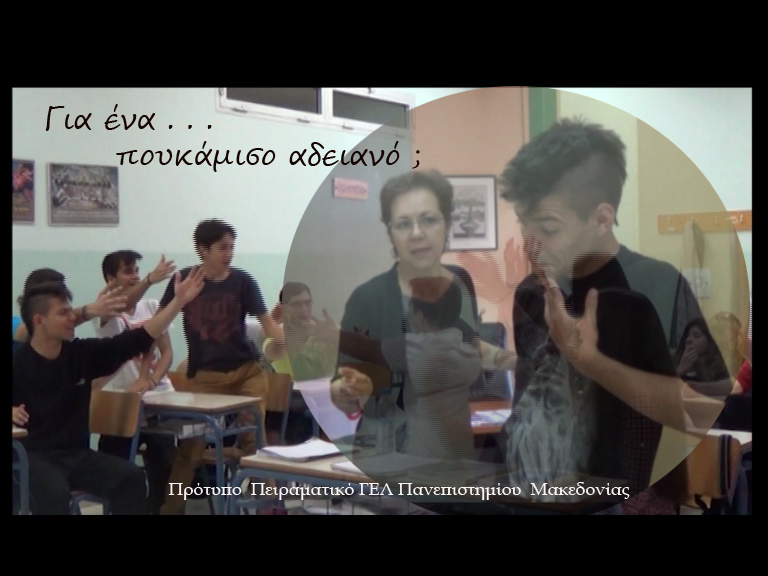 Για ένα . . .
πουκάμισο αδειανό ;
Πρότυπο Πειραματικό ΓΕΛ Πανεπιστημίου Μακεδονίας